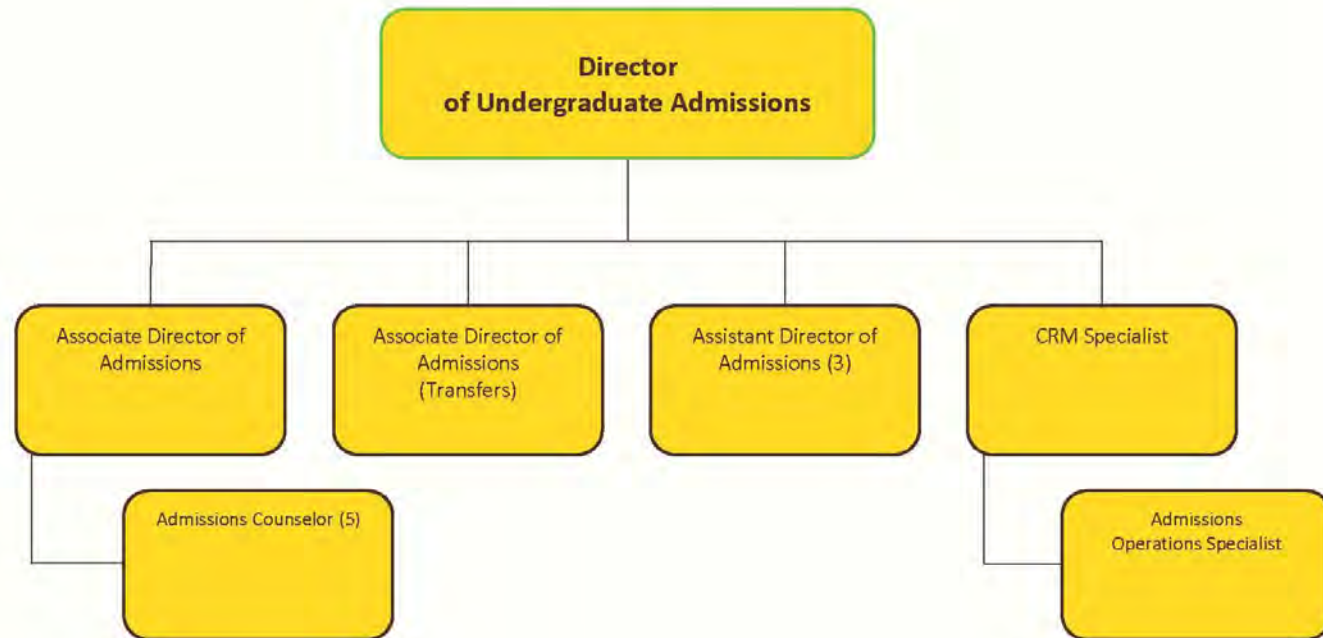 Director
of Undergraduate Admissions
Associate Director of
Admissions
Associate Director of
Admissions
(Transfers)
Assistant Director of
Admissions (3)
CRM Specialist
Admissions Counselor (5)
Admissions
Operations Specialist